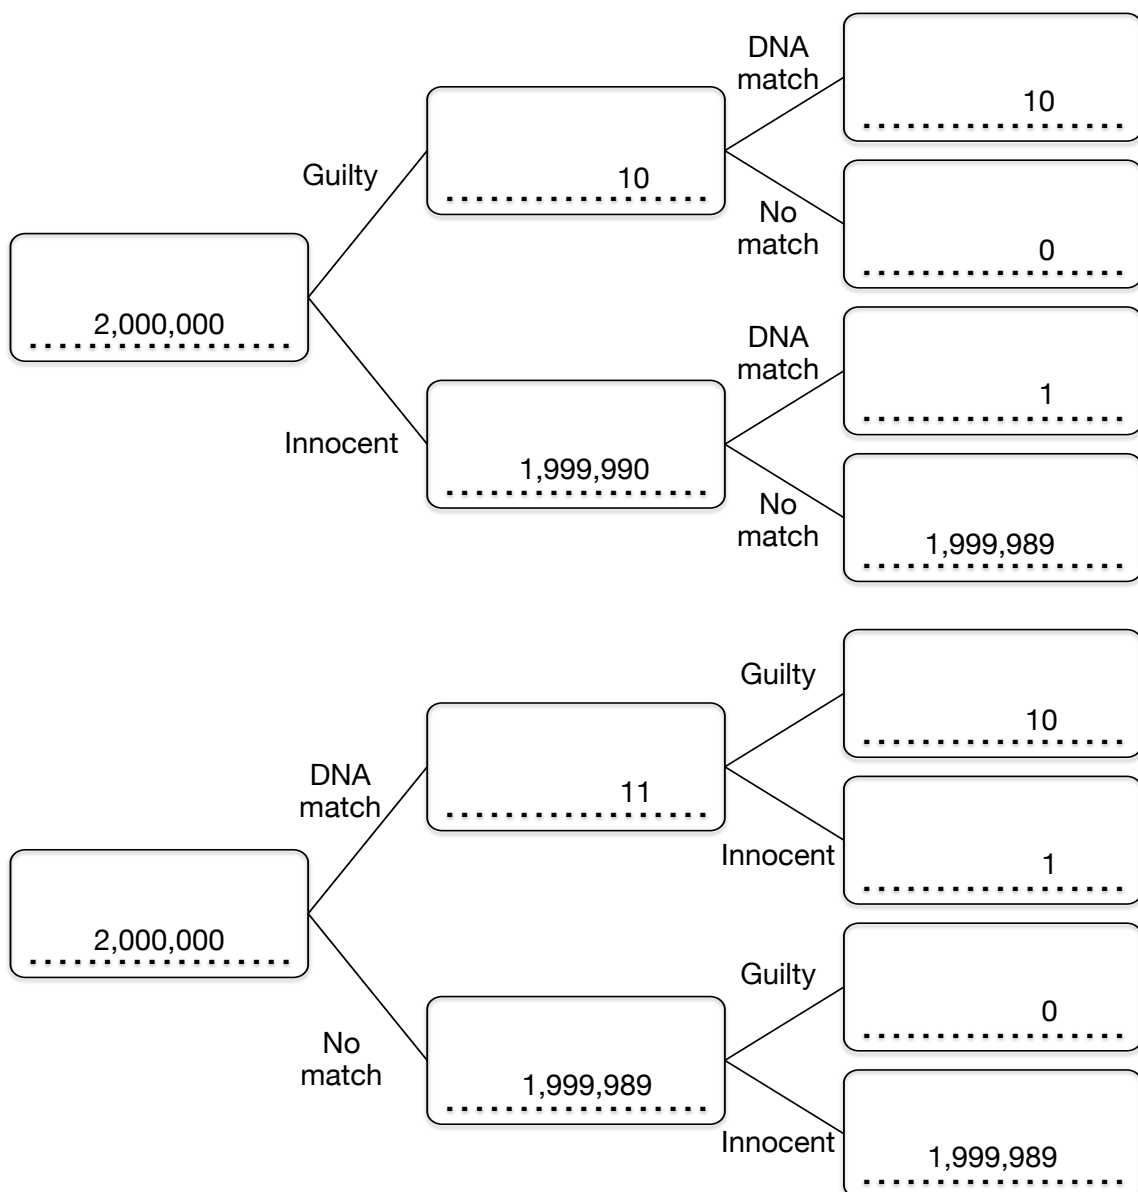 DNA
match
10
Guilty
10
No
match
0
2,000,000
DNA
match
1
Innocent
1,999,990
No
match
1,999,989
Guilty
10
DNA
match
11
Innocent
1
2,000,000
Guilty
0
No
match
1,999,989
Innocent
1,999,989